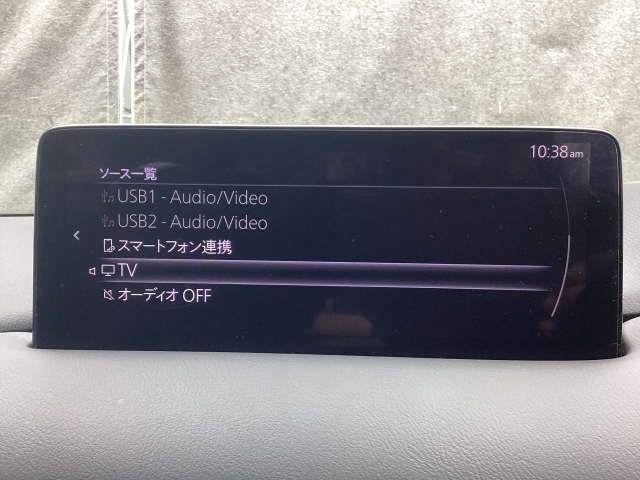 10:38am
ソース一覧
USB1 - Audio/Video
USB2 - Audio/Video
スマートフォン連携
TV
オーディオ OFF